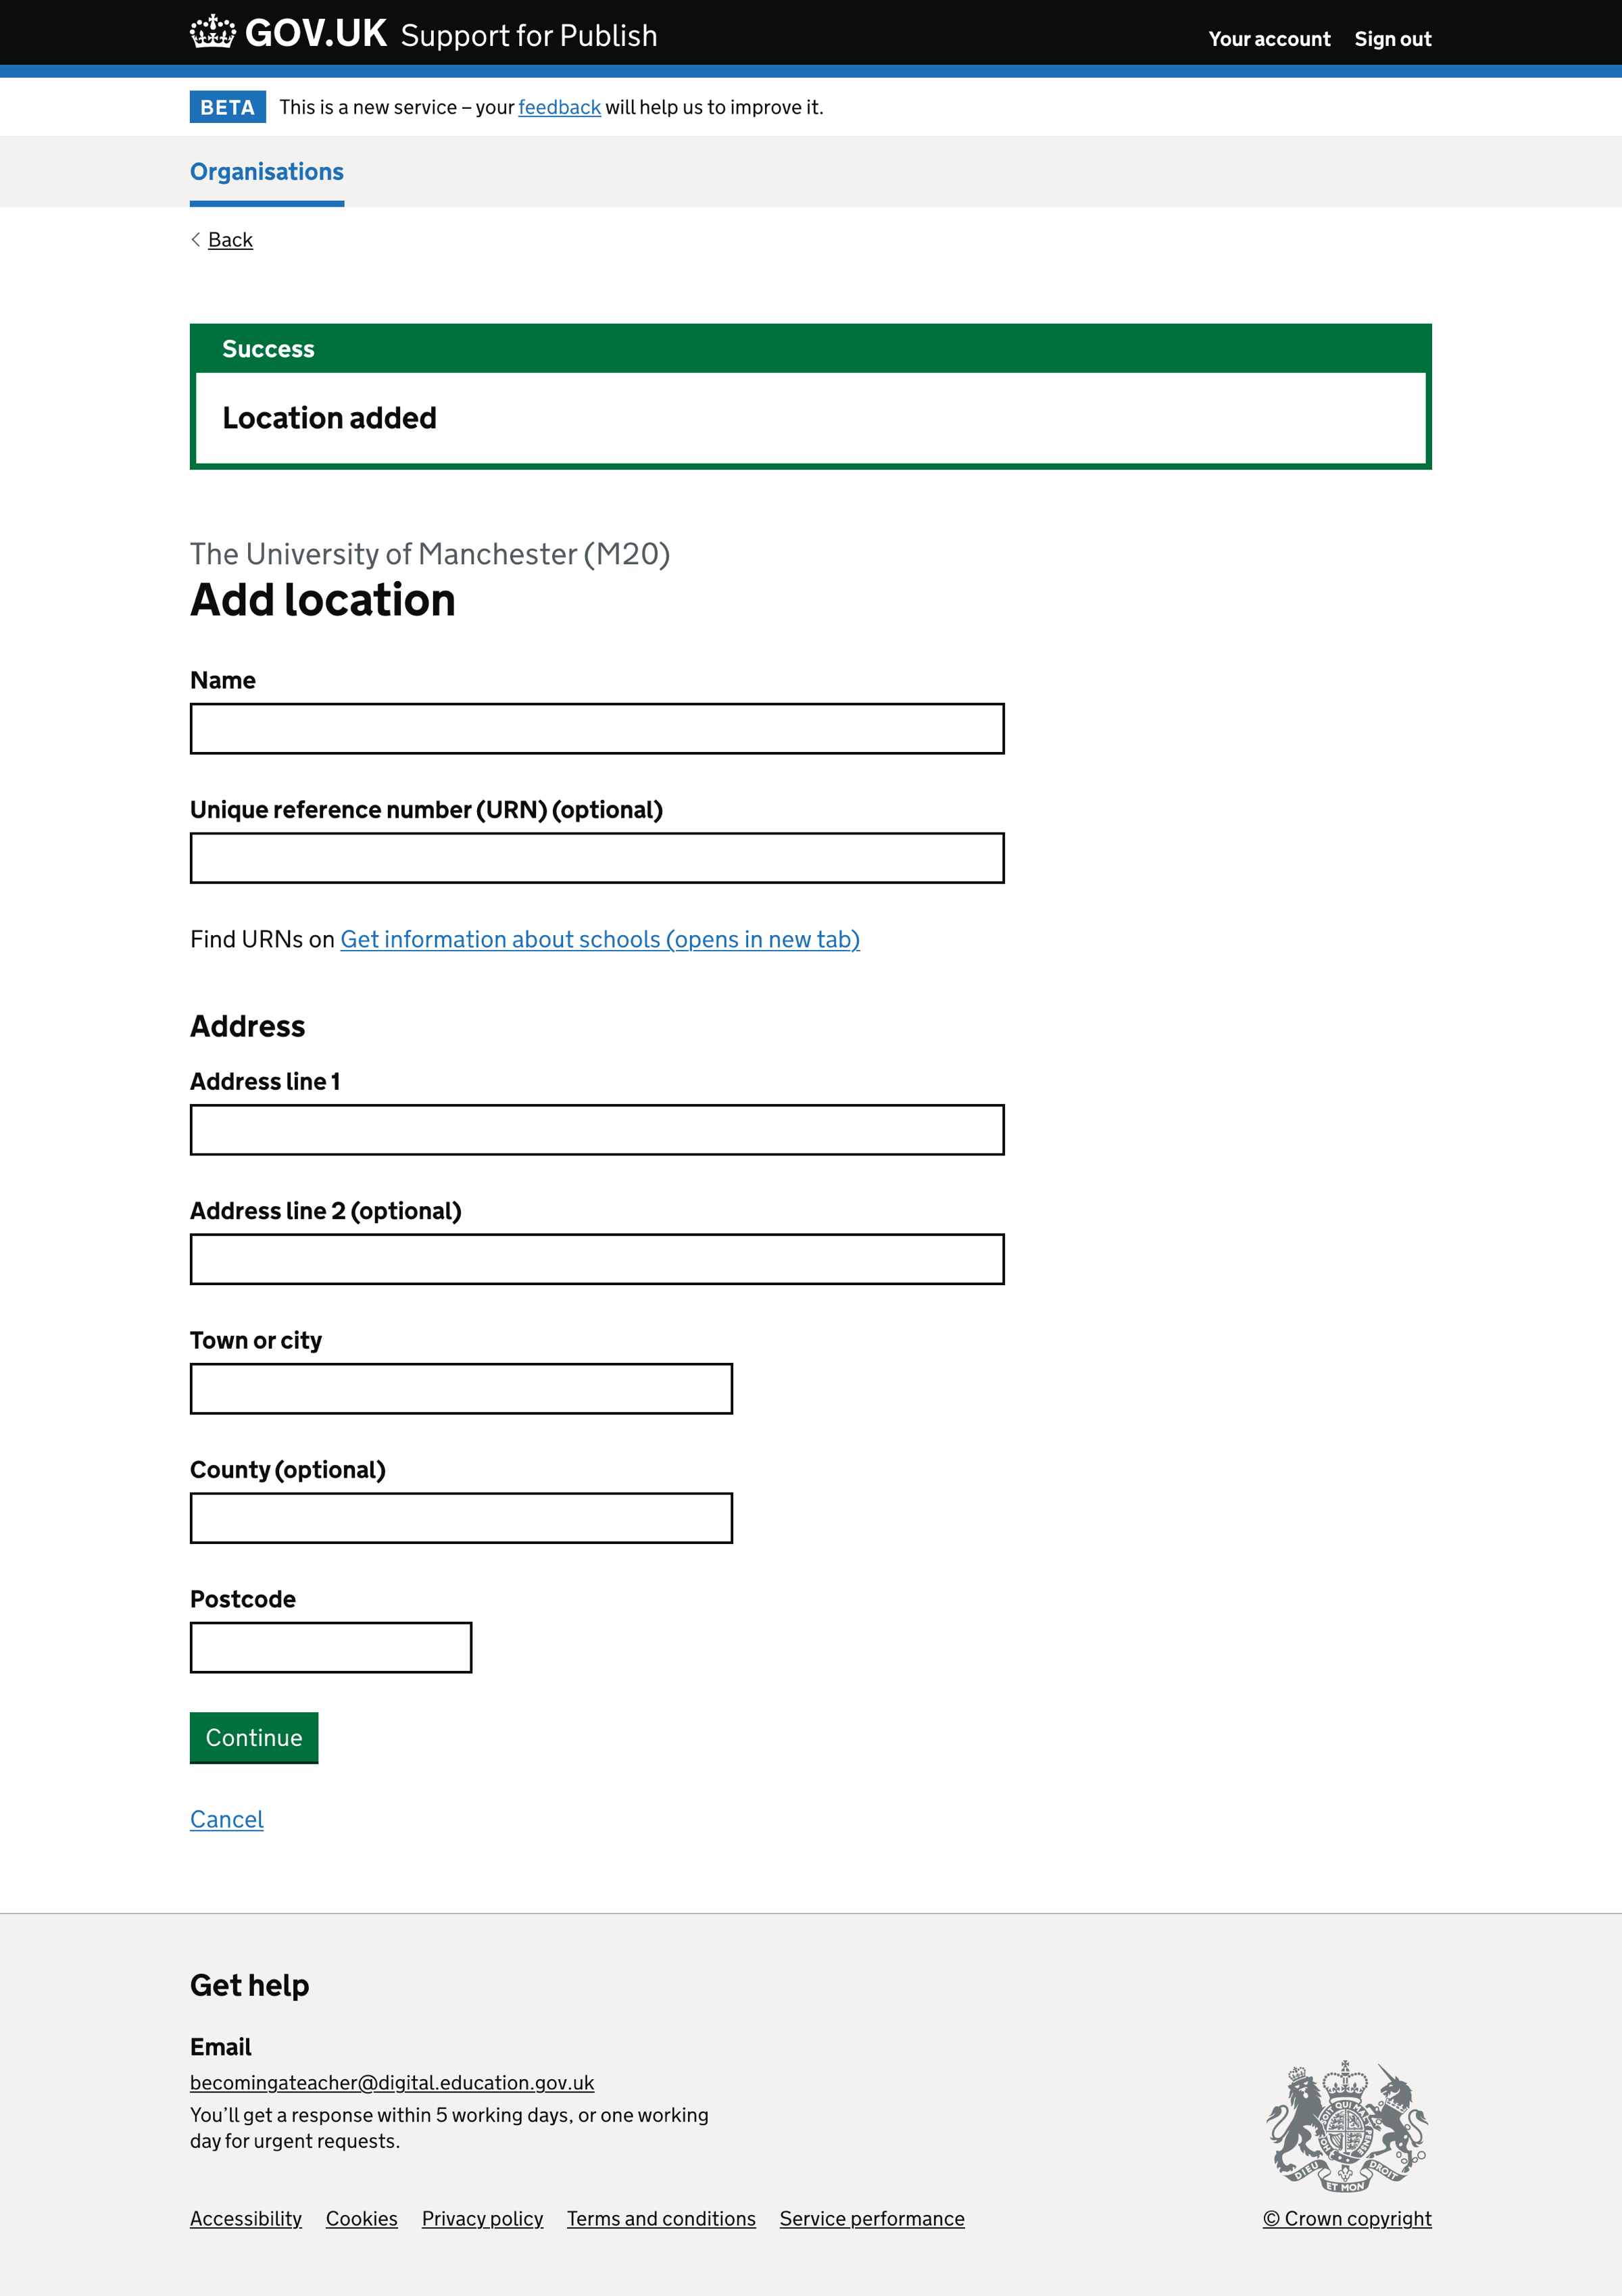 GOV.UK Support for Publish
Your account Sign out
BETA This is a new service – your feedback will help us to improve it.
Organisations
Back
Success
Location added
The University of Manchester (M20)
Add location
Name
Unique reference number (URN) (optional)
Find URNs on Get information about schools (opens in new tab)
Address
Address line 1
Address line 2 (optional)
Town or city
County (optional)
Postcode
Continue
Cancel
Get help
Email
becomingateacher@digital.education.gov.uk
You’ll get a response within 5 working days, or one working
day for urgent requests.
DIEU ET MON DROIT
Accessibility Cookies Privacy policy Terms and conditions Service performance
© Crown copyright